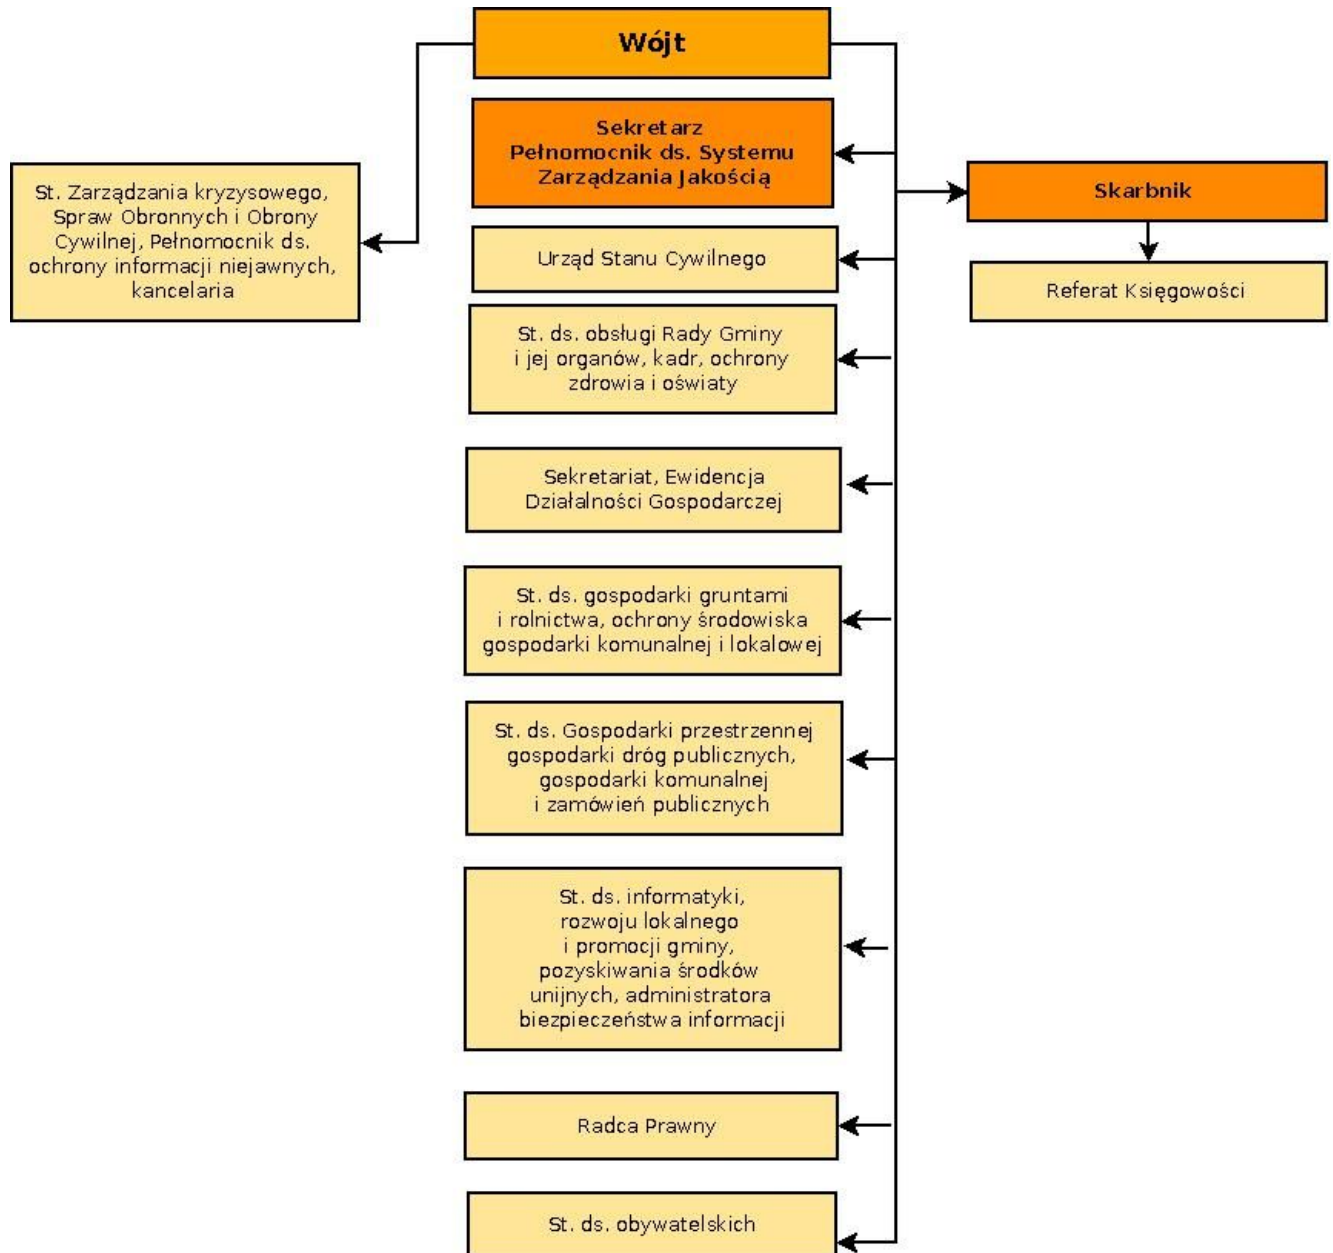 Wójt
Sekretarz
Pełnomocnik ds. Systemu
Zarządzania Jakością
St. Zarządzania kryzysowego,
Spraw Obronnych i Obrony
Cywilnej, Pełnomocnik ds.
ochrony informacji niejawnych,
kancelaria
Skarbnik
Referat Księgowości
Urząd Stanu Cywilnego
St. ds. obsługi Rady Gminy
i jej organów, kadr, ochrony
zdrowia i oświaty
Sekretariat, Ewidencja
Działalności Gospodarczej
St. ds. gospodarki gruntami
i rolnictwa, ochrony środowiska
gospodarki komunalnej i lokalowej
St. ds. Gospodarki przestrzennej
gospodarki dróg publicznych,
gospodarki komunalnej
i zamówień publicznych
St. ds. informatyki,
rozwoju lokalnego
i promocji gminy,
pozyskiwania środków
unijnych, administratora
biezpieczeństwa informacji
Radca Prawny
St. ds. obywatelskich